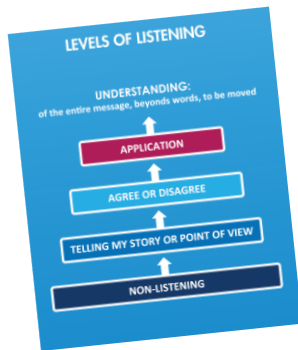 LEVELS OF LISTENING
UNDERSTANDING:
of the entire message, beyond words, to be moved
APPLICATION
AGREE OR DISAGREE
TELLING MY STORY OR POINT OF VIEW
NON-LISTENING